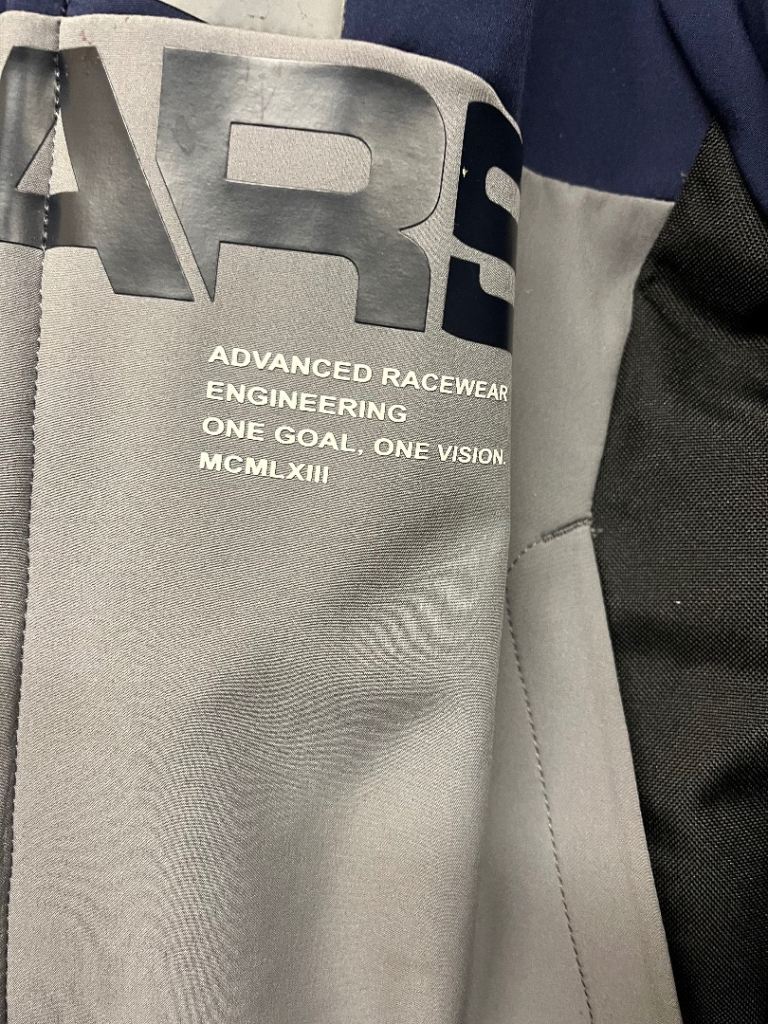 ARS
ADVANCED RACEWEAR
ENGINEERING
ONE GOAL, ONE VISION.
MCMLXIII